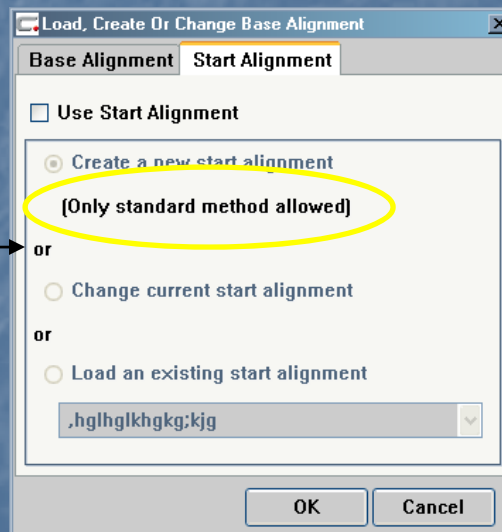 Load, Create Or Change Base Alignment
Base Alignment Start Alignment
Use Start Alignment
Create a new start alignment
(Only standard method allowed)
or
Change current start alignment
or
Load an existing start alignment
,hglhglkhgkg;kjg
OK Cancel